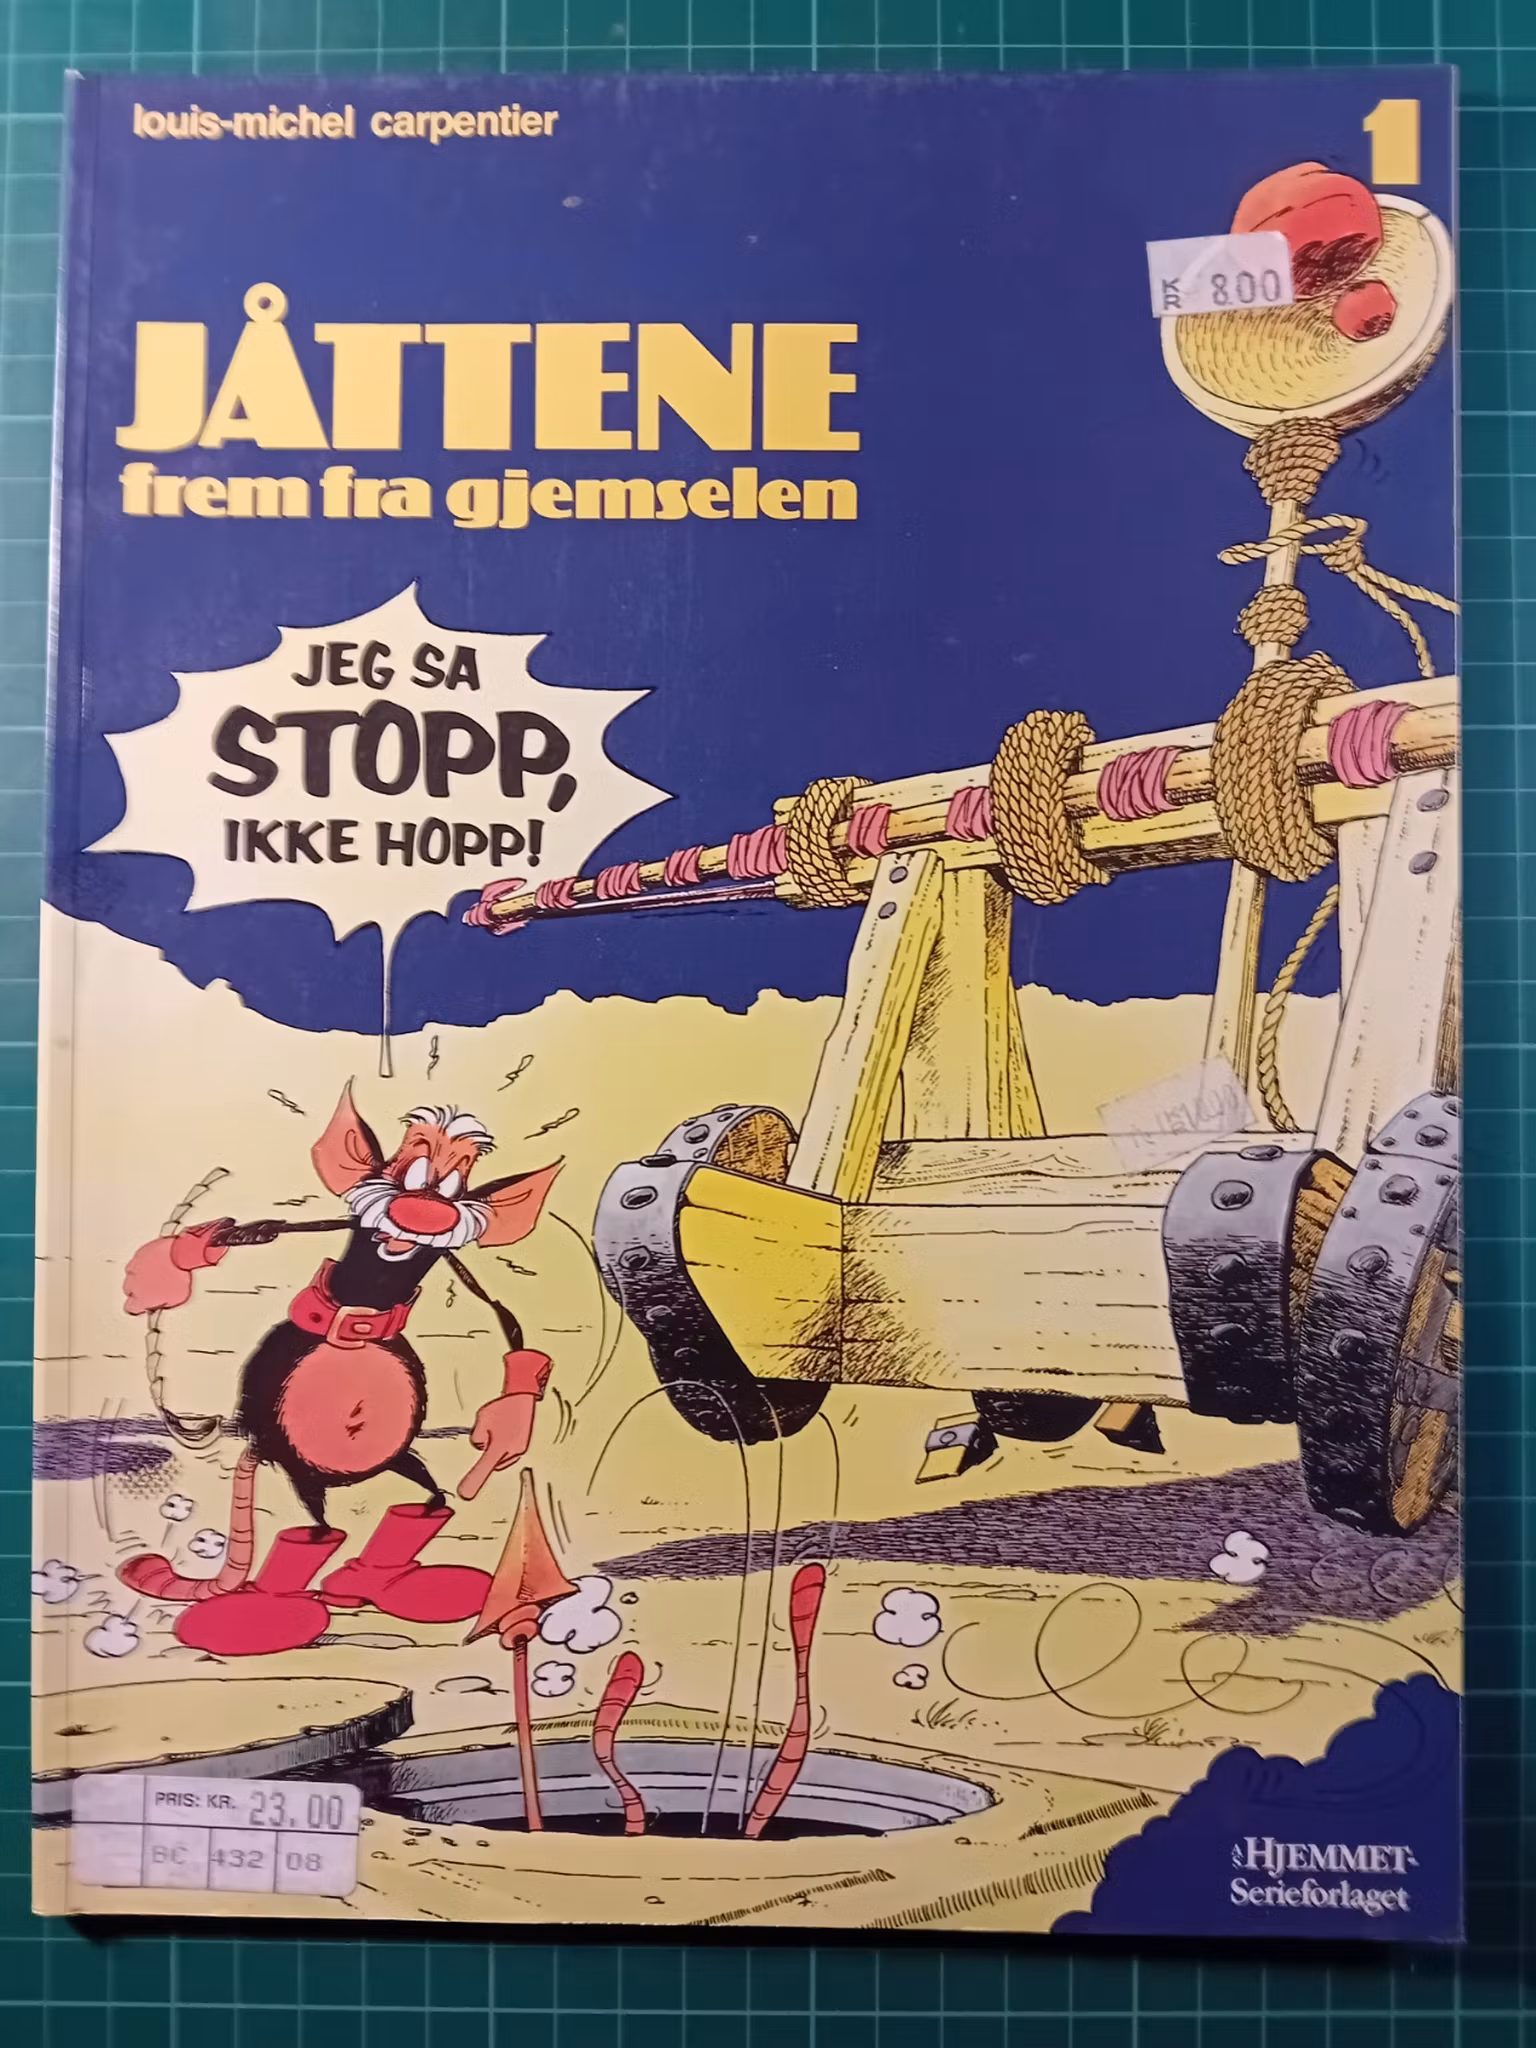 louis-michel carpentier
1
KR 8.00
JÅTTENE
frem fra gjemselen
JEG SA
STOPP,
IKKE HOPP!
PRIS: KR. 23.00
BC 432 08
A/S HJEMMET-
Serieforlaget